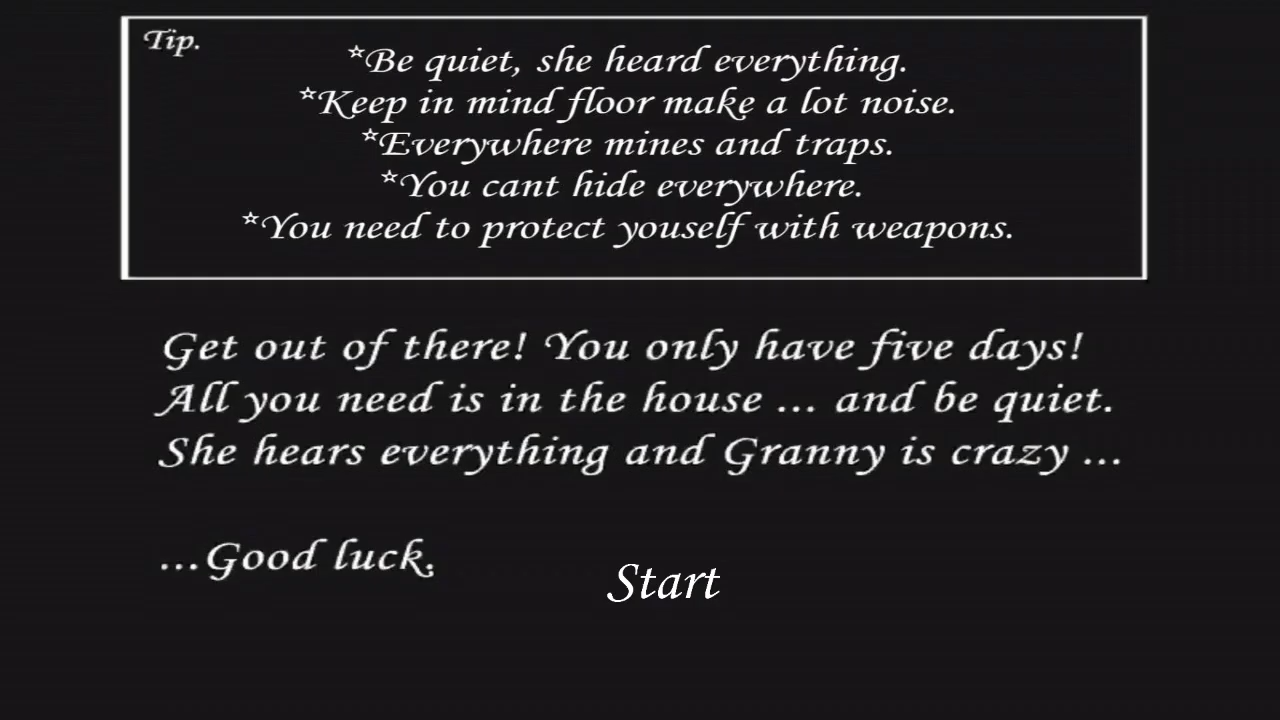 Tip.
*Be quiet, she heard everything.
*Keep in mind floor make a lot noise.
*Everywhere mines and traps.
*You cant hide everywhere.
*You need to protect youself with weapons.
Get out of there! You only have five days!
All you need is in the house ... and be quiet.
She hears everything and Granny is crazy ...
...Good luck.
Start